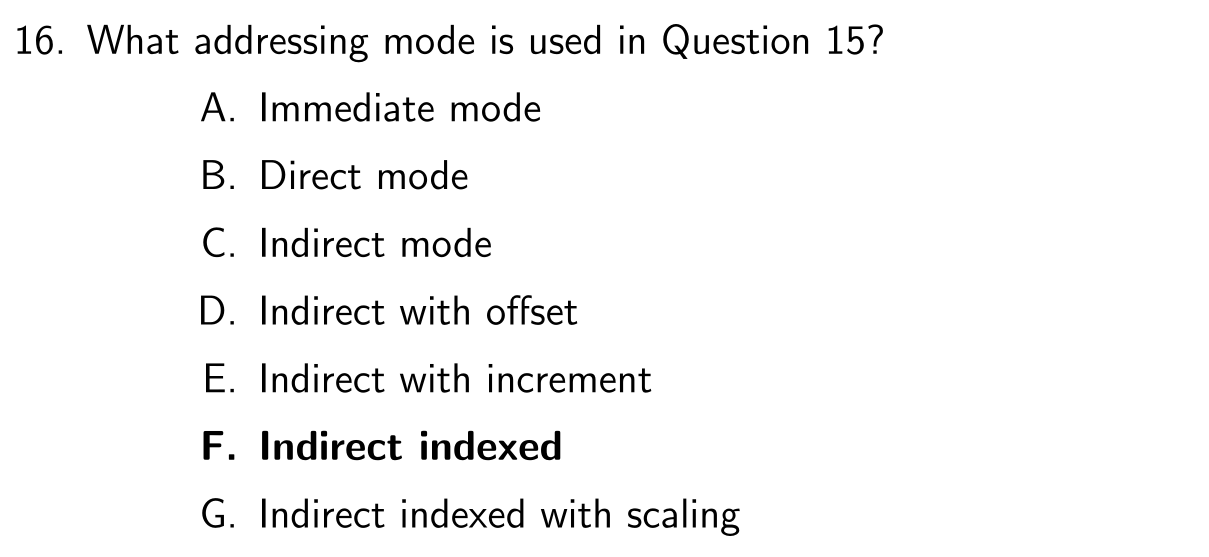 16. What addressing mode is used in Question 15?
A. Immediate mode
B. Direct mode
C. Indirect mode
D. Indirect with offset
E. Indirect with increment
F. Indirect indexed
G. Indirect indexed with scaling